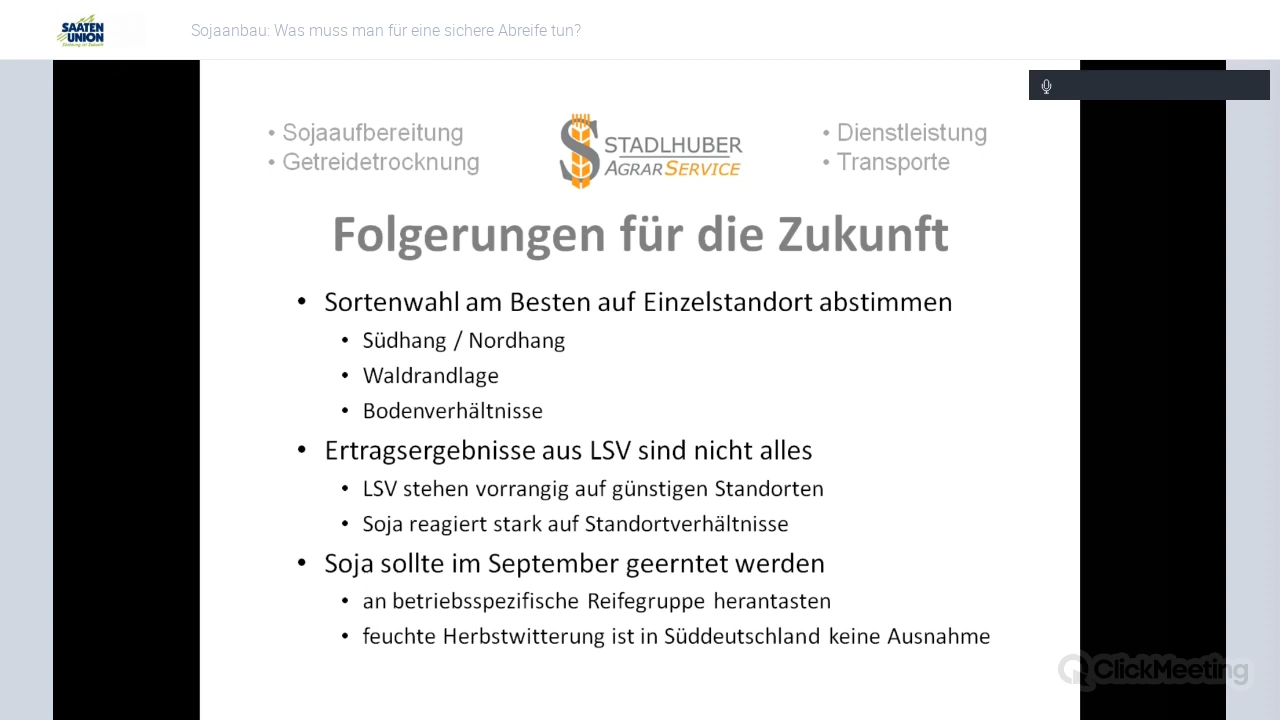 SAATEN
UNION
Züchtung ist Zukunft
Sojaanbau: Was muss man für eine sichere Abreife tun?
• Sojaaufbereitung
• Getreidetrocknung
STADLHUBER
AGRARSERVICE
• Dienstleistung
• Transporte
Folgerungen für die Zukunft
• Sortenwahl am Besten auf Einzelstandort abstimmen
• Südhang / Nordhang
• Waldrandlage
• Bodenverhältnisse
• Ertragsergebnisse aus LSV sind nicht alles
• LSV stehen vorrangig auf günstigen Standorten
• Soja reagiert stark auf Standortverhältnisse
• Soja sollte im September geerntet werden
• an betriebsspezifische Reifegruppe herantasten
• feuchte Herbstwitterung ist in Süddeutschland keine Ausnahme
ClickMeeting